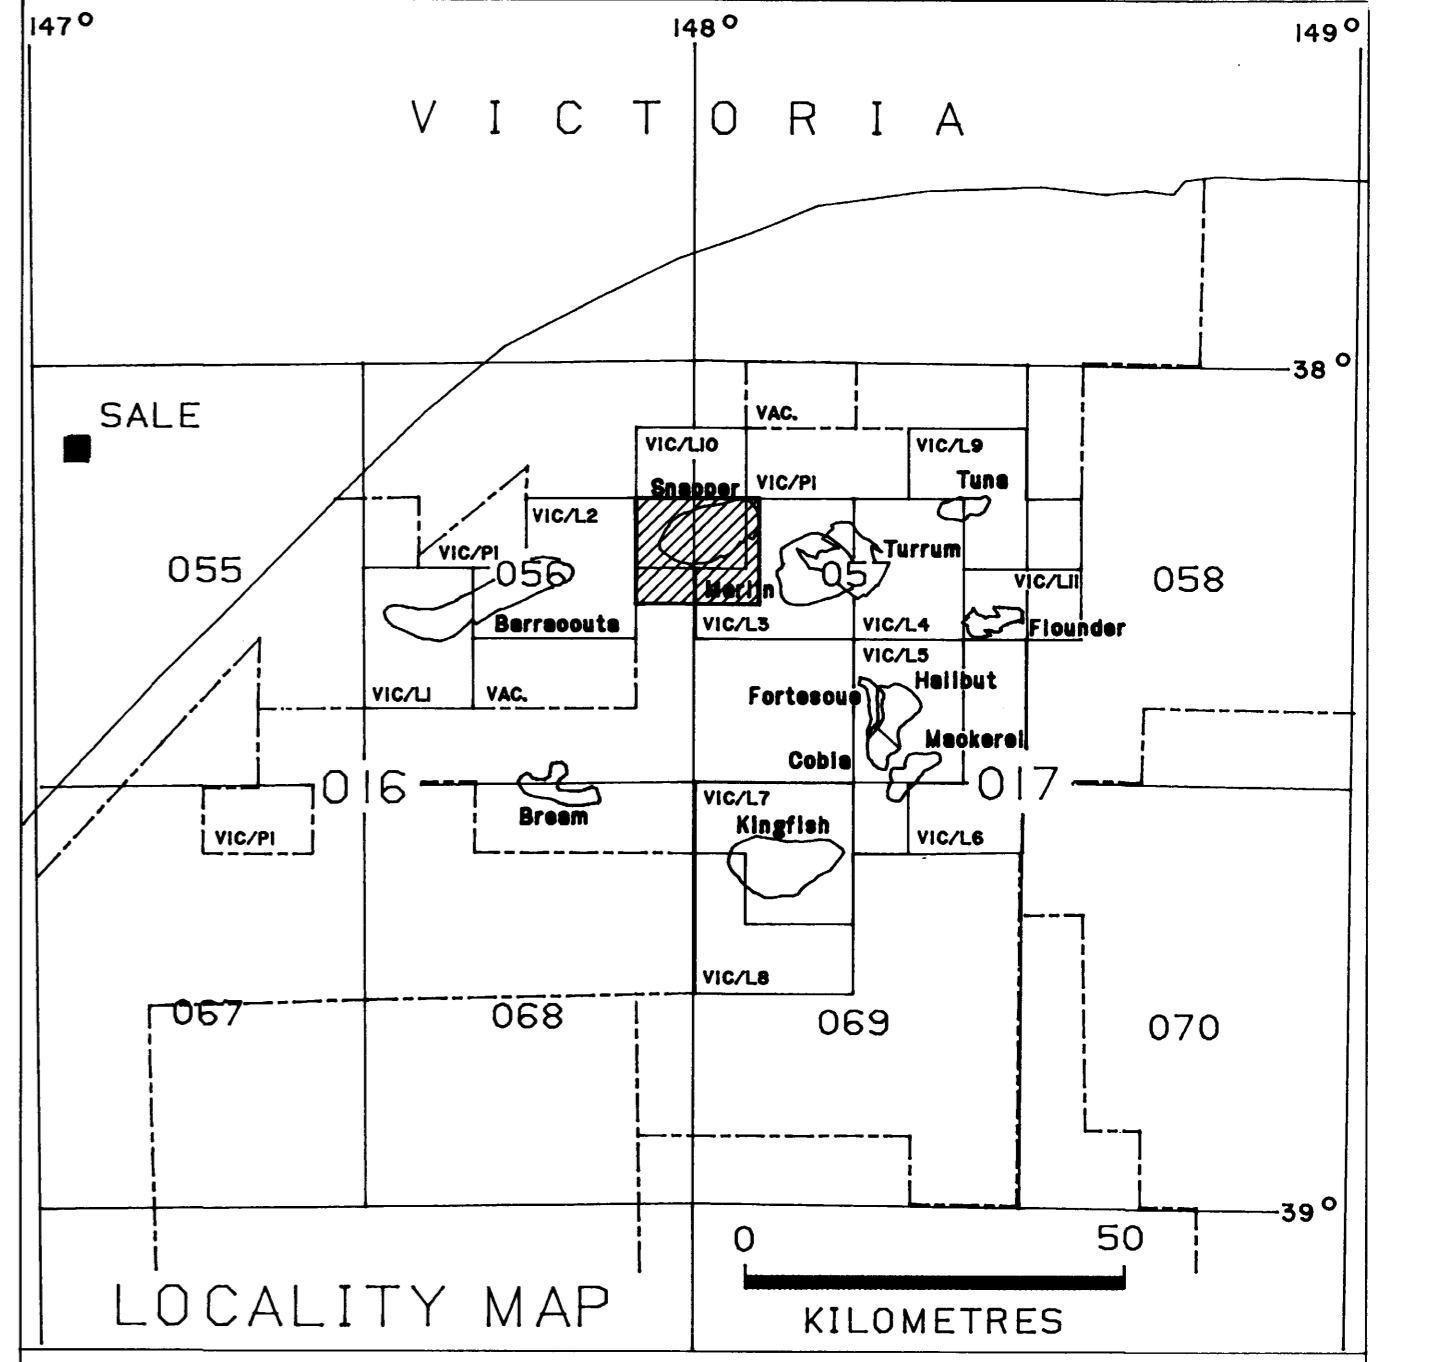 147° 148° 149°
VICTORIA
38°
SALE
VAC.
VIC/L10 VIC/L9
Snapper VIC/P1 Tuna
VIC/L2
VIC/P1 Turrum
055 056 057 058
VIC/L11
Marlin
Barracouta VIC/L3 VIC/L4 Flounder
VIC/L5
VIC/L1 VAC. Fortescue Halibut
Mackerel
Cobia
016 017
VIC/L7
Bream Kingfish
VIC/P1 VIC/L6
VIC/L8
067 068 069 070
39°
0 50
LOCALITY MAP
KILOMETRES